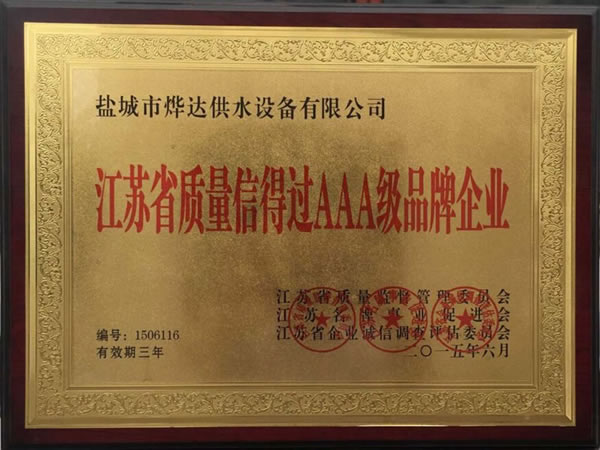 盐城市烨达供水设备有限公司
江苏省质量信得过AAA级品牌企业
江苏省质量监督管理委员会
江苏名牌事业促进会
江苏省企业诚信调查评估委员会
二〇一五年六月
编号：1506116
有效期三年